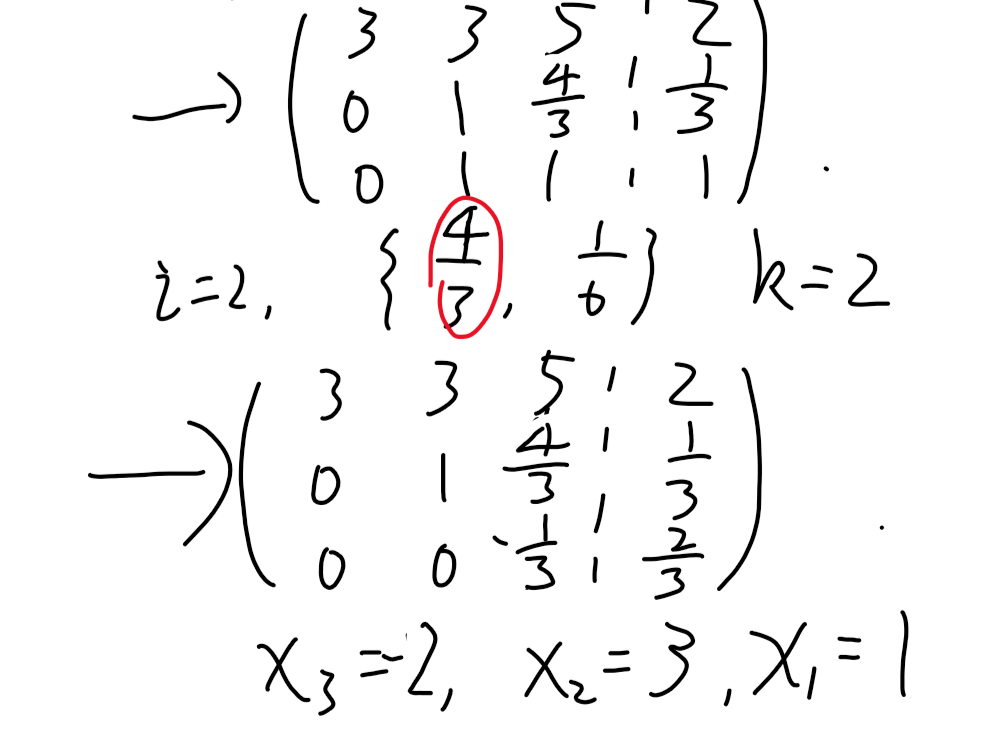 3 3 5 ¦ 2
→ ( 0 1 4/3 ¦ 1/3 )
0 1 1 ¦ 1
i=2, { 4/3 , 1/6 } k=2
3 3 5 ¦ 2
→ ( 0 1 4/3 ¦ 1/3 )
0 0 -1/3 ¦ 2/3
x₃=-2, x₂=3, x₁=1